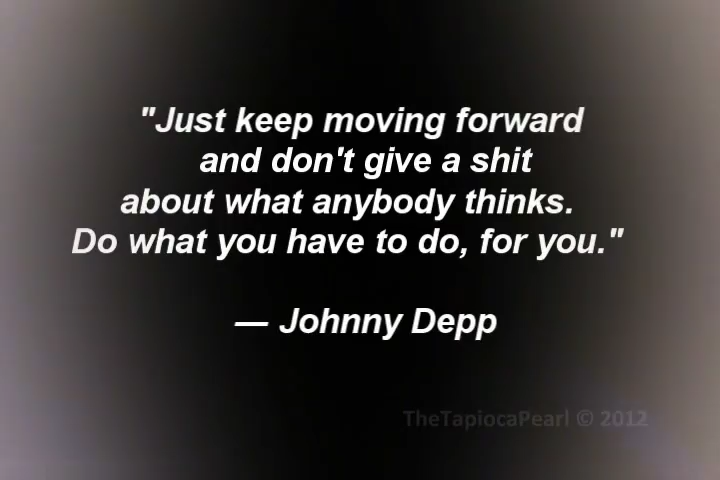 "Just keep moving forward
and don't give a shit
about what anybody thinks.
Do what you have to do, for you."
— Johnny Depp
TheTapiocaPearl © 2012